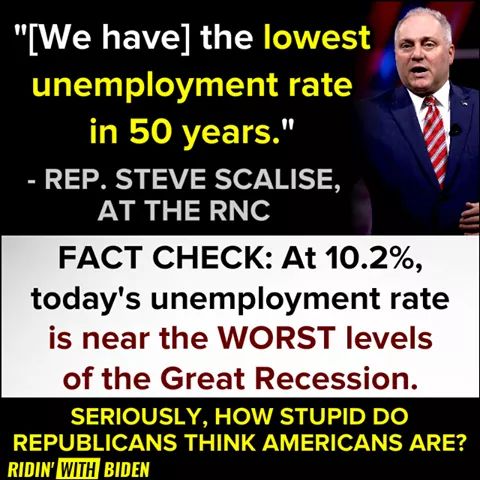 "[We have] the lowest
unemployment rate
in 50 years."
- REP. STEVE SCALISE,
AT THE RNC
FACT CHECK: At 10.2%,
today's unemployment rate
is near the WORST levels
of the Great Recession.
SERIOUSLY, HOW STUPID DO
REPUBLICANS THINK AMERICANS ARE?
RIDIN' WITH BIDEN